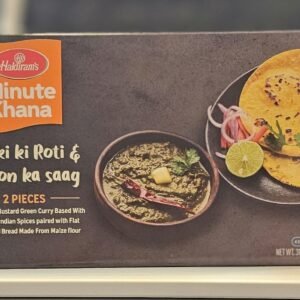 Haldiram's
Minute
Khana
ki Roti &
on ka saag
2 PIECES
Mustard Green Curry Based With
Indian Spices paired with Flat
Bread Made From Maize flour
NET WT.